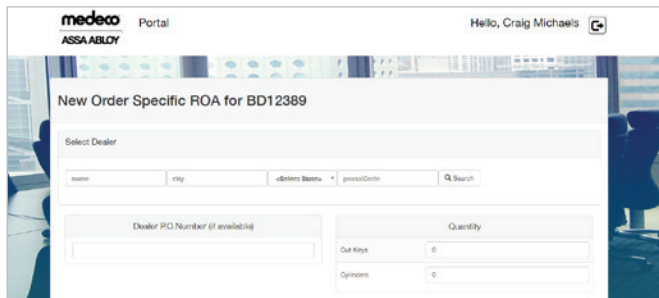 medeco
Portal
Hello, Craig Michaels
ASSA ABLOY
New Order Specific ROA for BD12389
Select Dealer
name city <Select State> postalCode Search
Dealer P.O.Number (if available)
Quantity
Cut Keys 0
Cylinders 0